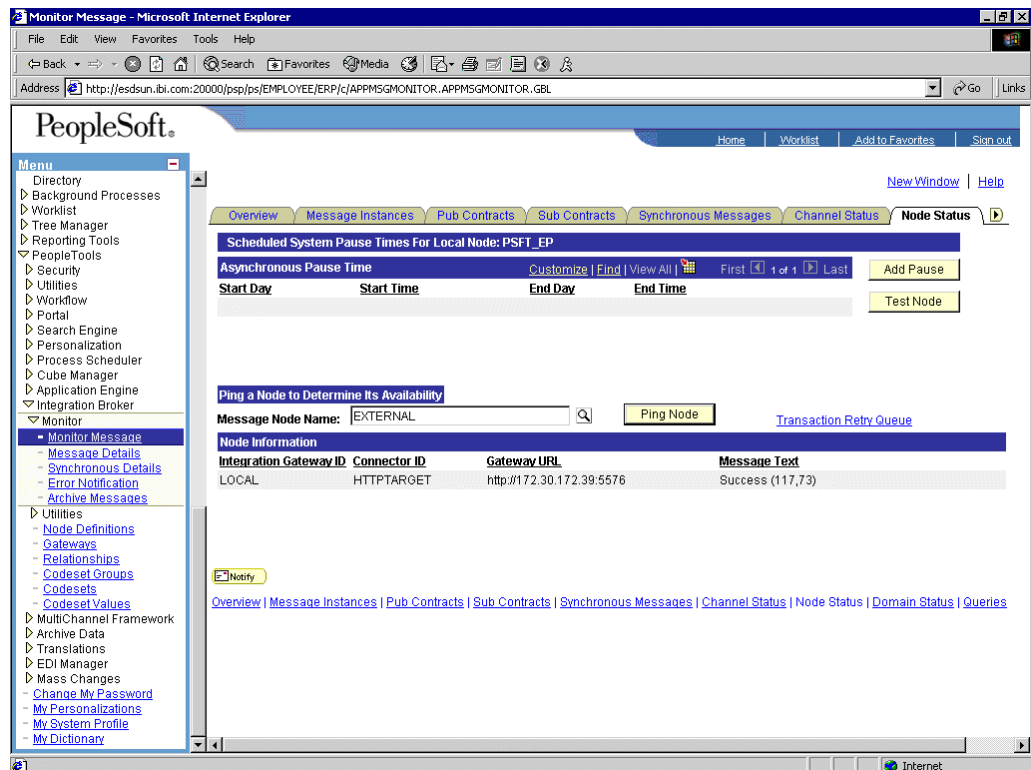 Monitor Message - Microsoft Internet Explorer
File Edit View Favorites Tools Help
Back Search Favorites Media
Address http://esdsun.ibi.com:20000/psp/ps/EMPLOYEE/ERP/c/APPMSGMONITOR.APPMSGMONITOR.GBL Go Links
PeopleSoft.
Home Worklist Add to Favorites Sign out
Menu
Directory
Background Processes
Worklist
Tree Manager
Reporting Tools
PeopleTools
Security
Utilities
Workflow
Portal
Search Engine
Personalization
Process Scheduler
Cube Manager
Application Engine
Integration Broker
Monitor
Monitor Message
Message Details
Synchronous Details
Error Notification
Archive Messages
Utilities
Node Definitions
Gateways
Relationships
Codeset Groups
Codesets
Codeset Values
MultiChannel Framework
Archive Data
Translations
EDI Manager
Mass Changes
Change My Password
My Personalizations
My System Profile
My Dictionary
New Window | Help
Overview Message Instances Pub Contracts Sub Contracts Synchronous Messages Channel Status Node Status
Scheduled System Pause Times For Local Node: PSFT_EP
Asynchronous Pause Time Customize | Find | View All | First 1 of 1 Last
Add Pause
Start Day Start Time End Day End Time
Test Node
Ping a Node to Determine Its Availability
Message Node Name: EXTERNAL Ping Node Transaction Retry Queue
Node Information
Integration Gateway ID Connector ID Gateway URL Message Text
LOCAL HTTPTARGET http://172.30.172.39:5576 Success (117,73)
Notify
Overview | Message Instances | Pub Contracts | Sub Contracts | Synchronous Messages | Channel Status | Node Status | Domain Status | Queries
Internet